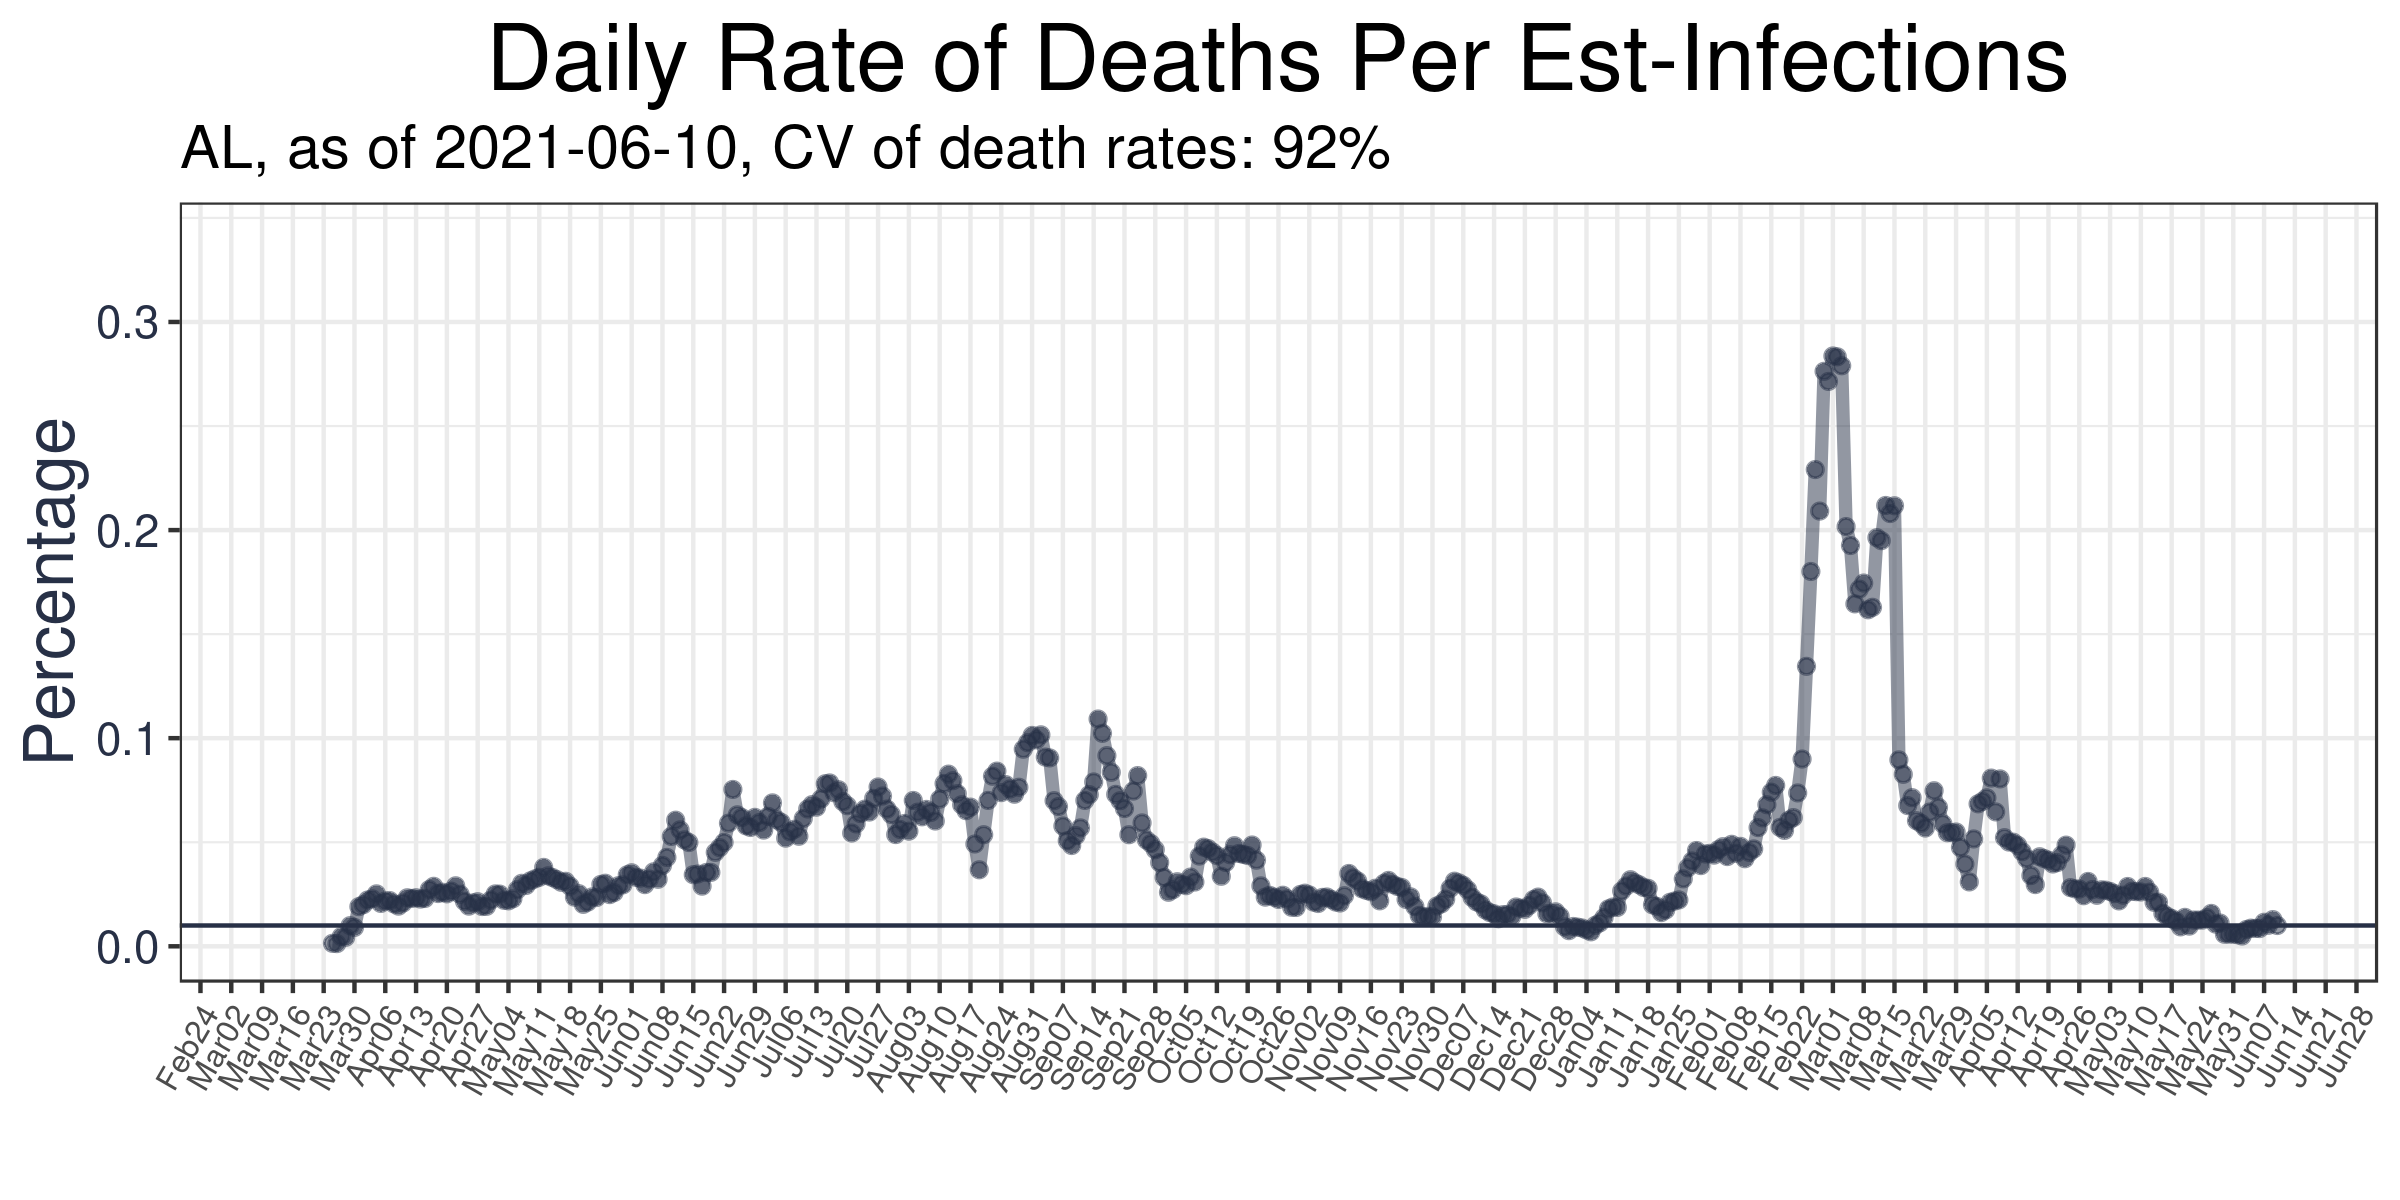 Daily Rate of Deaths Per Est-Infections
AL, as of 2021-06-10, CV of death rates: 92%
Percentage
0.3
0.2
0.1
0.0
Feb24
Mar02
Mar09
Mar16
Mar23
Mar30
Apr06
Apr13
Apr20
Apr27
May04
May11
May18
May25
Jun01
Jun08
Jun15
Jun22
Jun29
Jul06
Jul13
Jul20
Jul27
Aug03
Aug10
Aug17
Aug24
Aug31
Sep07
Sep14
Sep21
Sep28
Oct05
Oct12
Oct19
Oct26
Nov02
Nov09
Nov16
Nov23
Nov30
Dec07
Dec14
Dec21
Dec28
Jan04
Jan11
Jan18
Jan25
Feb01
Feb08
Feb15
Feb22
Mar01
Mar08
Mar15
Mar22
Mar29
Apr05
Apr12
Apr19
Apr26
May03
May10
May17
May24
May31
Jun07
Jun14
Jun21
Jun28